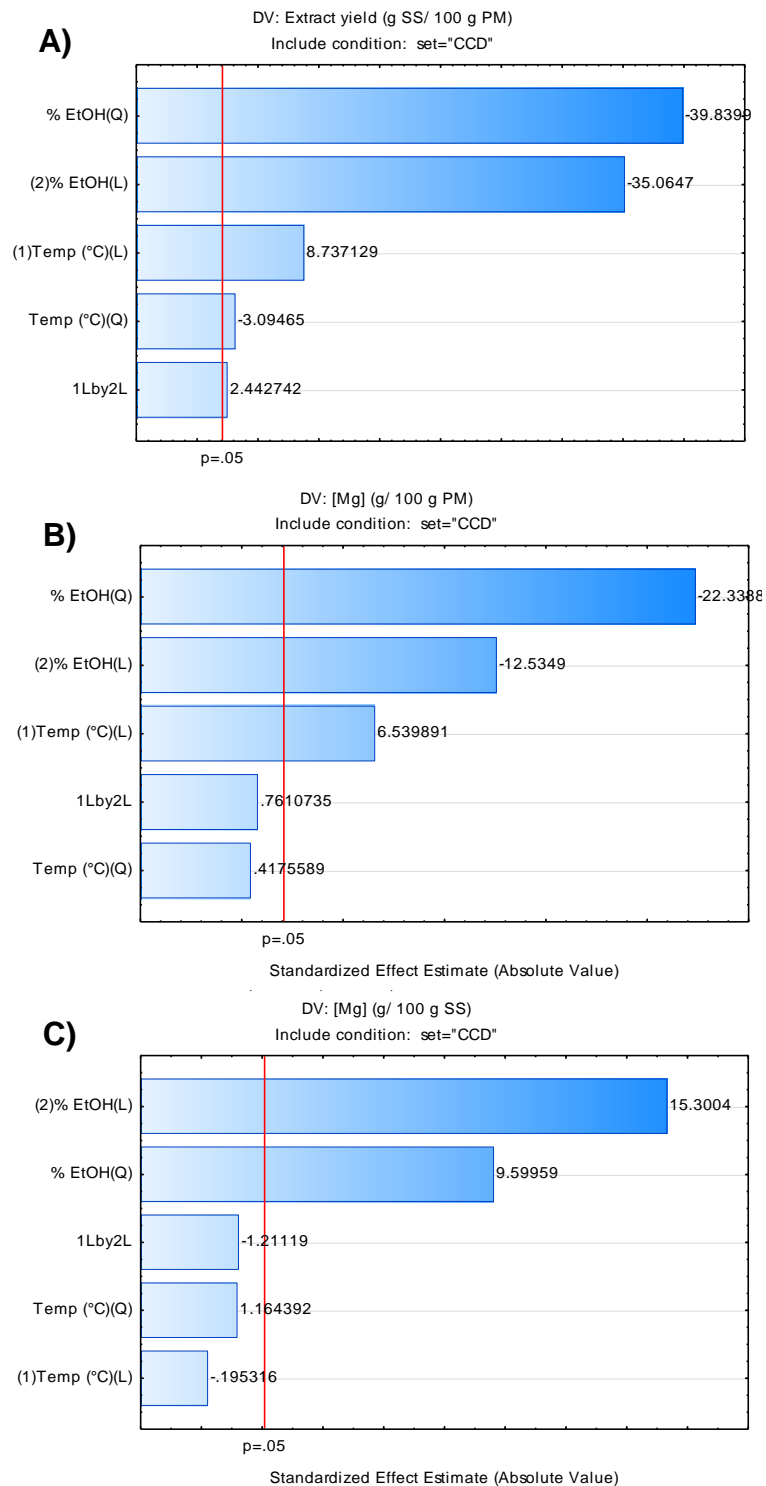 DV: Extract yield (g SS/ 100 g PM)
Include condition: set="CCD"
A)
% EtOH(Q)
-39.8399
(2)% EtOH(L)
-35.0647
(1)Temp (°C)(L)
8.737129
Temp (°C)(Q)
-3.09465
1Lby2L
2.442742
p=.05
DV: [Mg] (g/ 100 g PM)
Include condition: set="CCD"
B)
% EtOH(Q)
-22.3388
(2)% EtOH(L)
-12.5349
(1)Temp (°C)(L)
6.539891
1Lby2L
.7610735
Temp (°C)(Q)
.4175589
p=.05
Standardized Effect Estimate (Absolute Value)
DV: [Mg] (g/ 100 g SS)
Include condition: set="CCD"
C)
(2)% EtOH(L)
15.3004
% EtOH(Q)
9.59959
1Lby2L
-1.21119
Temp (°C)(Q)
1.164392
(1)Temp (°C)(L)
-.195316
p=.05
Standardized Effect Estimate (Absolute Value)